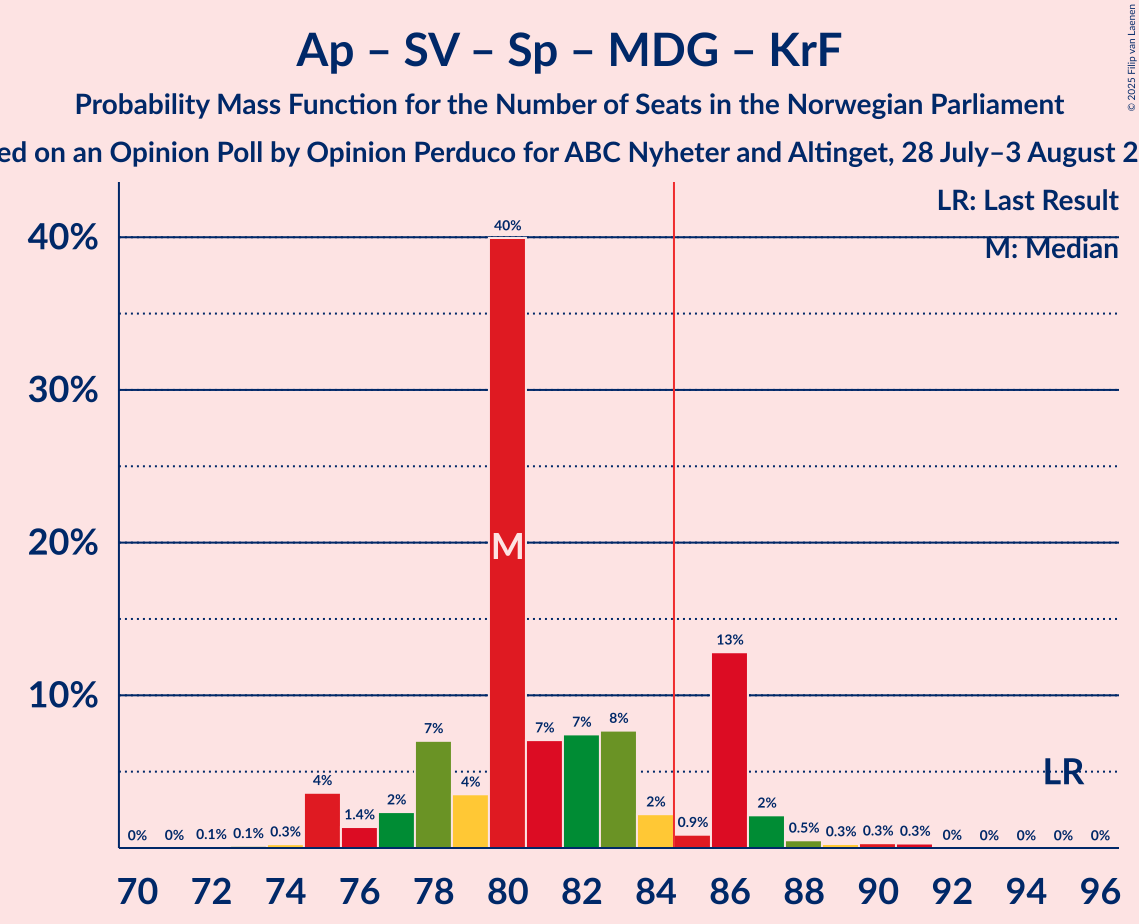 Ap – SV – Sp – MDG – KrF
Probability Mass Function for the Number of Seats in the Norwegian Parliament
on an Opinion Poll by Opinion Perduco for ABC Nyheter and Altinget, 28 July–3 August
© 2025 Filip van Laenen
LR: Last Result
M: Median
40%
30%
20%
10%
0% 0% 0.1% 0.1% 0.3% 4% 1.4% 2% 7% 4% 40% 7% 7% 8% 2% 0.9% 13% 2% 0.5% 0.3% 0.3% 0.3% 0% 0% 0% 0% 0%
M
LR
70 72 74 76 78 80 82 84 86 88 90 92 94 96